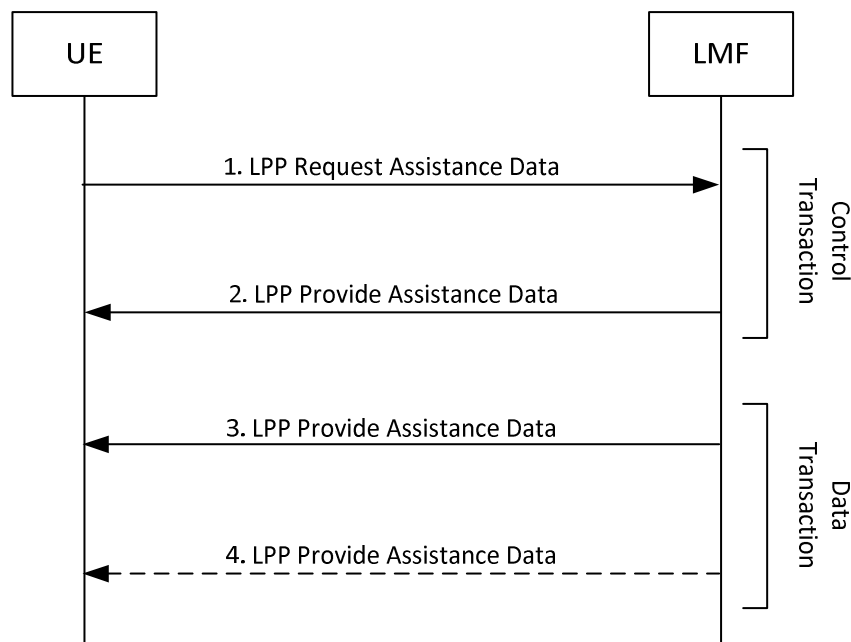 UE
LMF
1. LPP Request Assistance Data
2. LPP Provide Assistance Data
Control
Transaction
3. LPP Provide Assistance Data
4. LPP Provide Assistance Data
Data
Transaction